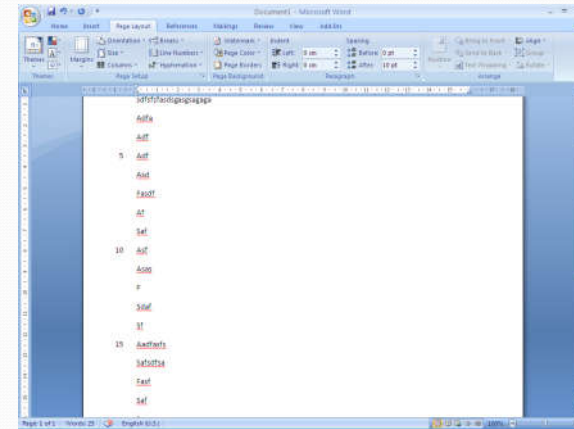 Document1 - Microsoft Word
Home Insert Page Layout References Mailings Review View Add-Ins
Orientation Breaks Watermark Indent Spacing Bring to Front Align
Themes Margins Size Line Numbers Page Color Left: 0 cm Before: 0 pt Position Send to Back Group
Columns Hyphenation Page Borders Right: 0 cm After: 10 pt Text Wrapping Rotate
Themes Page Setup Page Background Paragraph Arrange
Adfa
Adf
5 Adf
Asd
Fasdf
Af
Saf
10 Asf
F
Sdaf
Sf
15 Aadfasfs
Safsdfsa
Fasf
Saf
Page: 1 of 1 Words: 25 English (U.S.) 100%